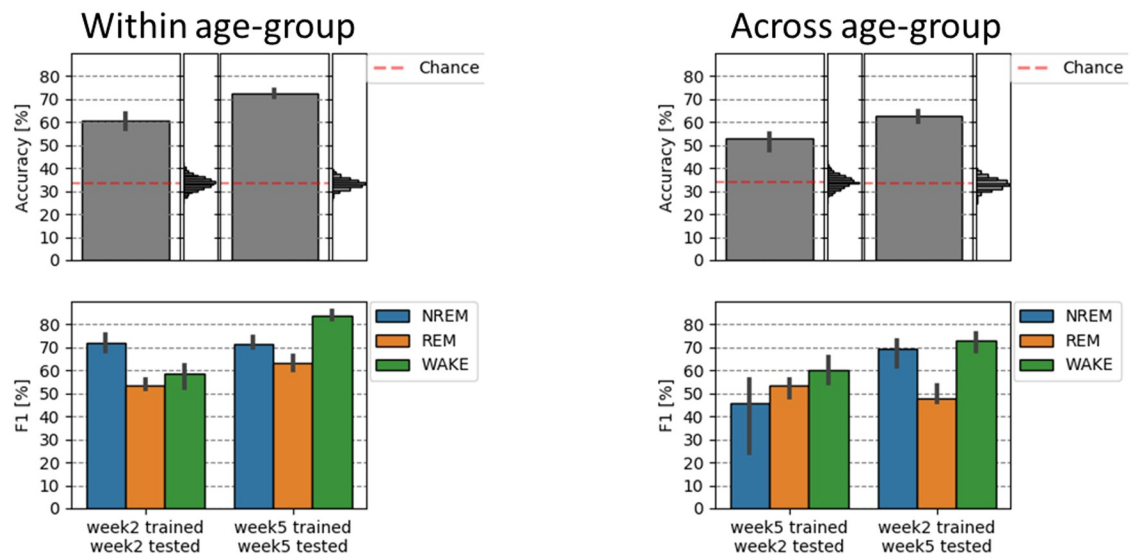 Within age-group
Across age-group
Accuracy [%]
80
70
60
50
40
30
20
10
0
Chance
Accuracy [%]
80
70
60
50
40
30
20
10
0
Chance
F1 [%]
80
70
60
50
40
30
20
10
0
NREM
REM
WAKE
week2 trained
week2 tested
week5 trained
week5 tested
F1 [%]
80
70
60
50
40
30
20
10
0
NREM
REM
WAKE
week5 trained
week2 tested
week2 trained
week5 tested